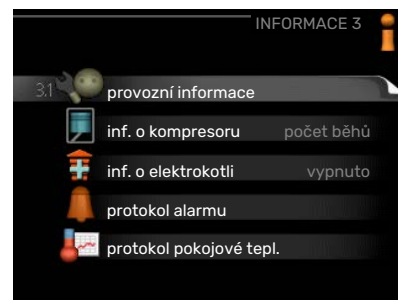 INFORMACE 3
3.1 provozní informace
inf. o kompresoru počet běhů
inf. o elektrokotli vypnuto
protokol alarmu
protokol pokojové tepl.